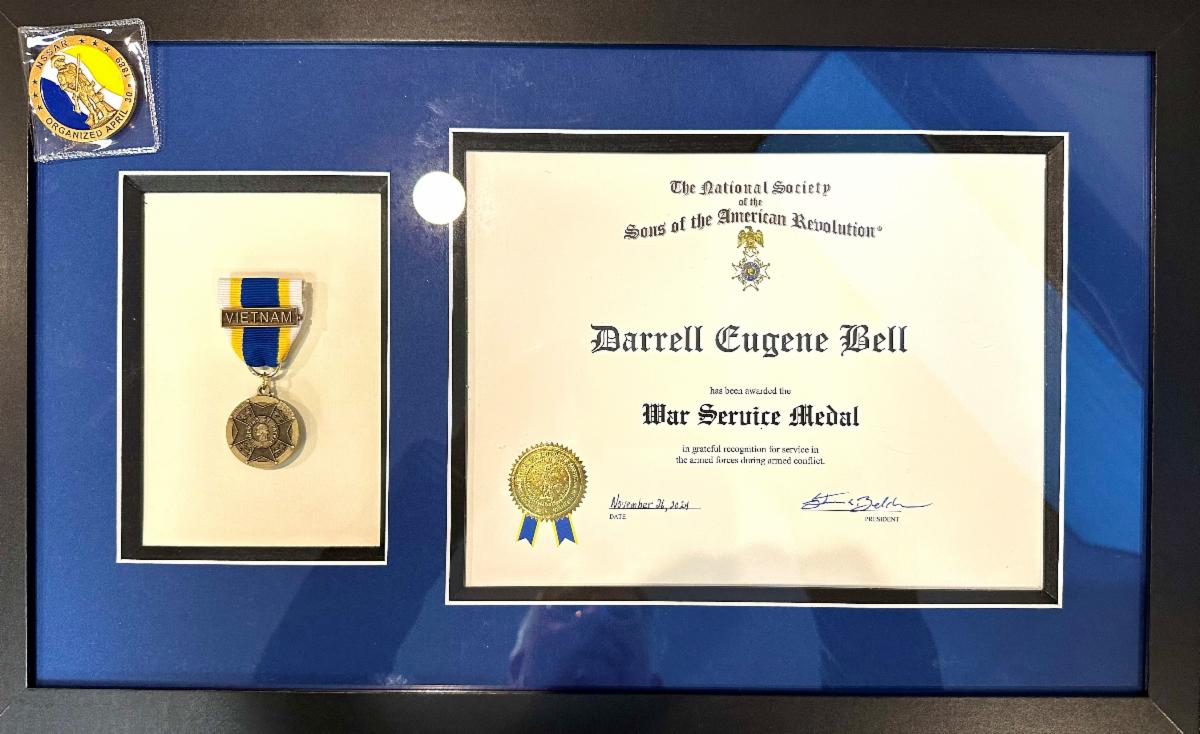 NSSAR
1889
ORGANIZED APRIL 30
VIETNAM
The National Society
of the
Sons of the American Revolution®
Darrell Eugene Bell
has been awarded the
War Service Medal
in grateful recognition for service in
the armed forces during armed conflict.
November 26, 2024
DATE
PRESIDENT